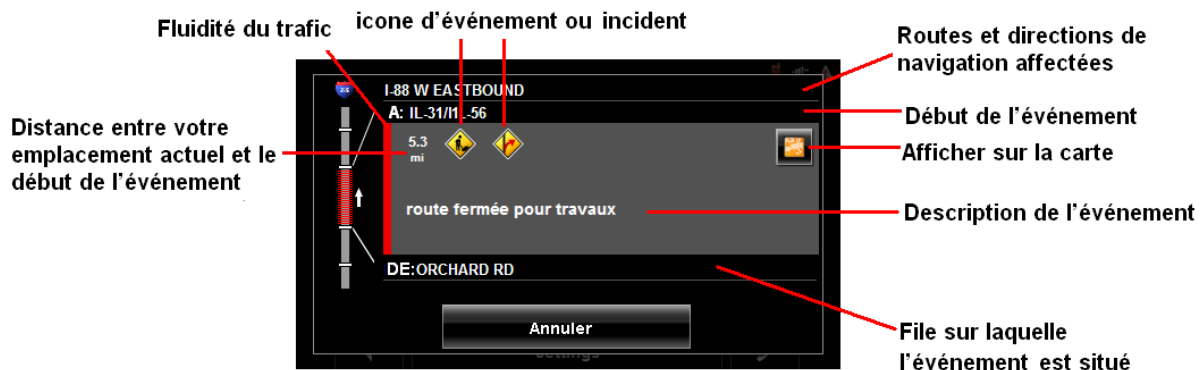 Fluidité du trafic
icone d'événement ou incident
Routes et directions de
navigation affectées
I-88 W EASTBOUND
A: IL-31/I1L-56
Début de l'événement
Distance entre votre
emplacement actuel et le
début de l'événement
5.3
mi
Afficher sur la carte
route fermée pour travaux
Description de l'événement
DE:ORCHARD RD
Annuler
File sur laquelle
l'événement est situé
settings